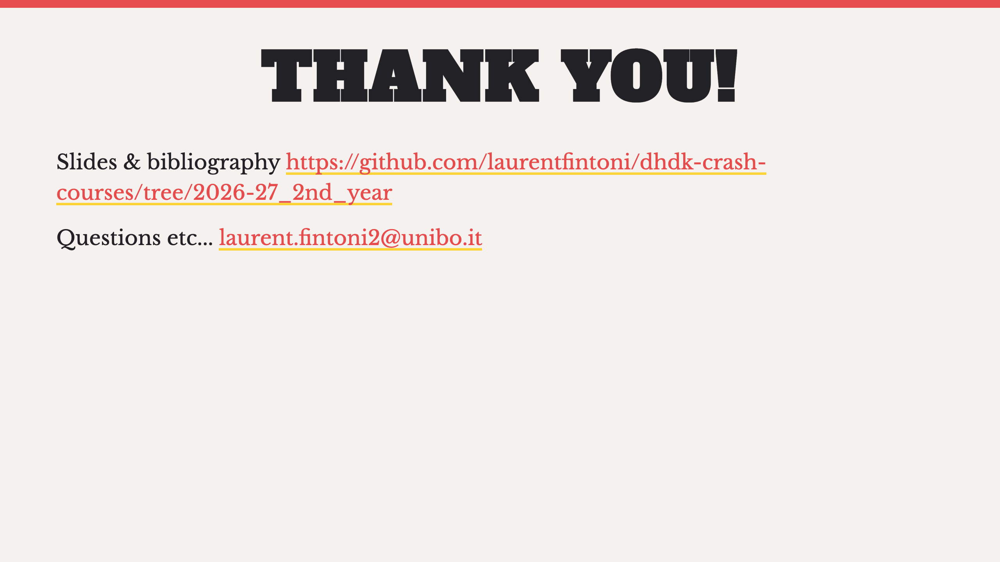 THANK YOU!
Slides & bibliography https://github.com/laurentfintoni/dhdk-crash-
courses/tree/2026-27_2nd_year
Questions etc... laurent.fintoni2@unibo.it